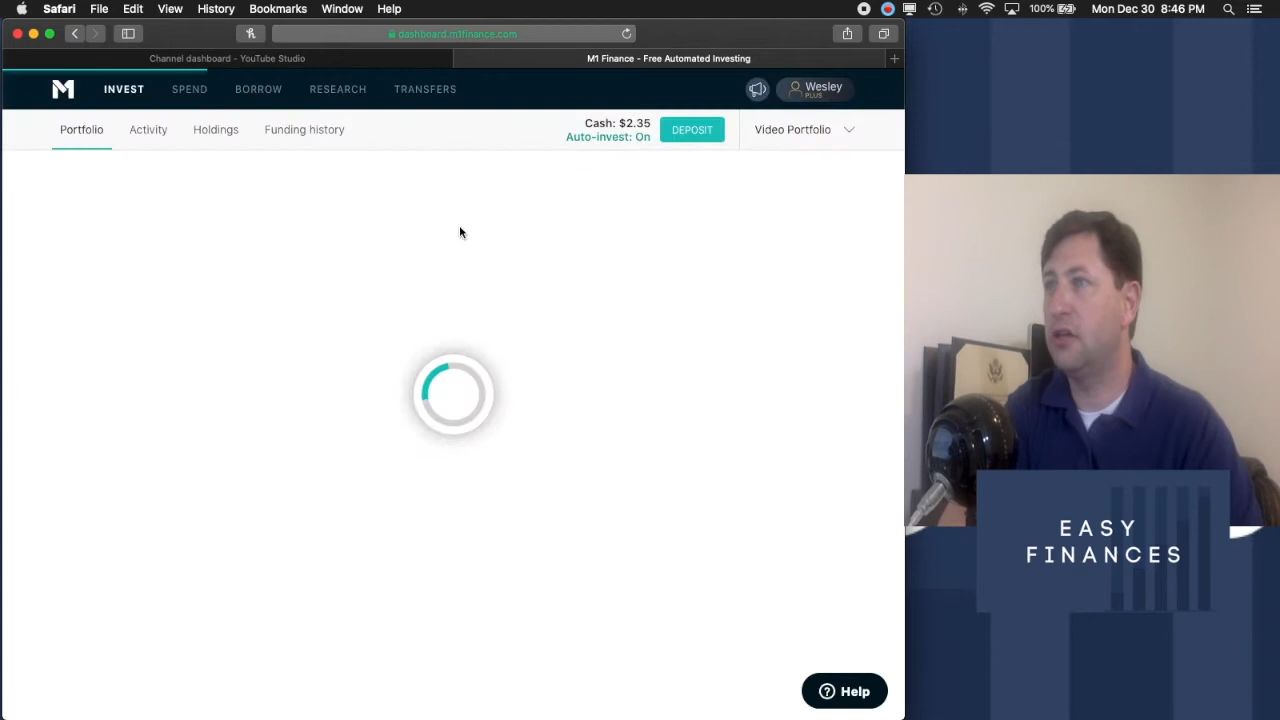 Safari File Edit View History Bookmarks Window Help 100% Mon Dec 30 8:46 PM
dashboard.m1finance.com
Channel dashboard - YouTube Studio M1 Finance - Free Automated Investing
M1 INVEST SPEND BORROW RESEARCH TRANSFERS Wesley
PLUS
Portfolio Activity Holdings Funding history Cash: $2.35 DEPOSIT Video Portfolio
Auto-invest: On
EASY
FINANCES
Help